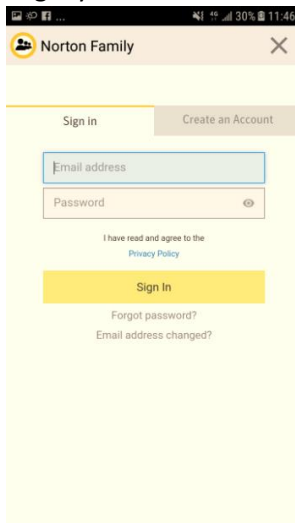 30% 11:46
Norton Family
Sign in Create an Account
Email address
Password
I have read and agree to the
Privacy Policy
Sign In
Forgot password?
Email address changed?